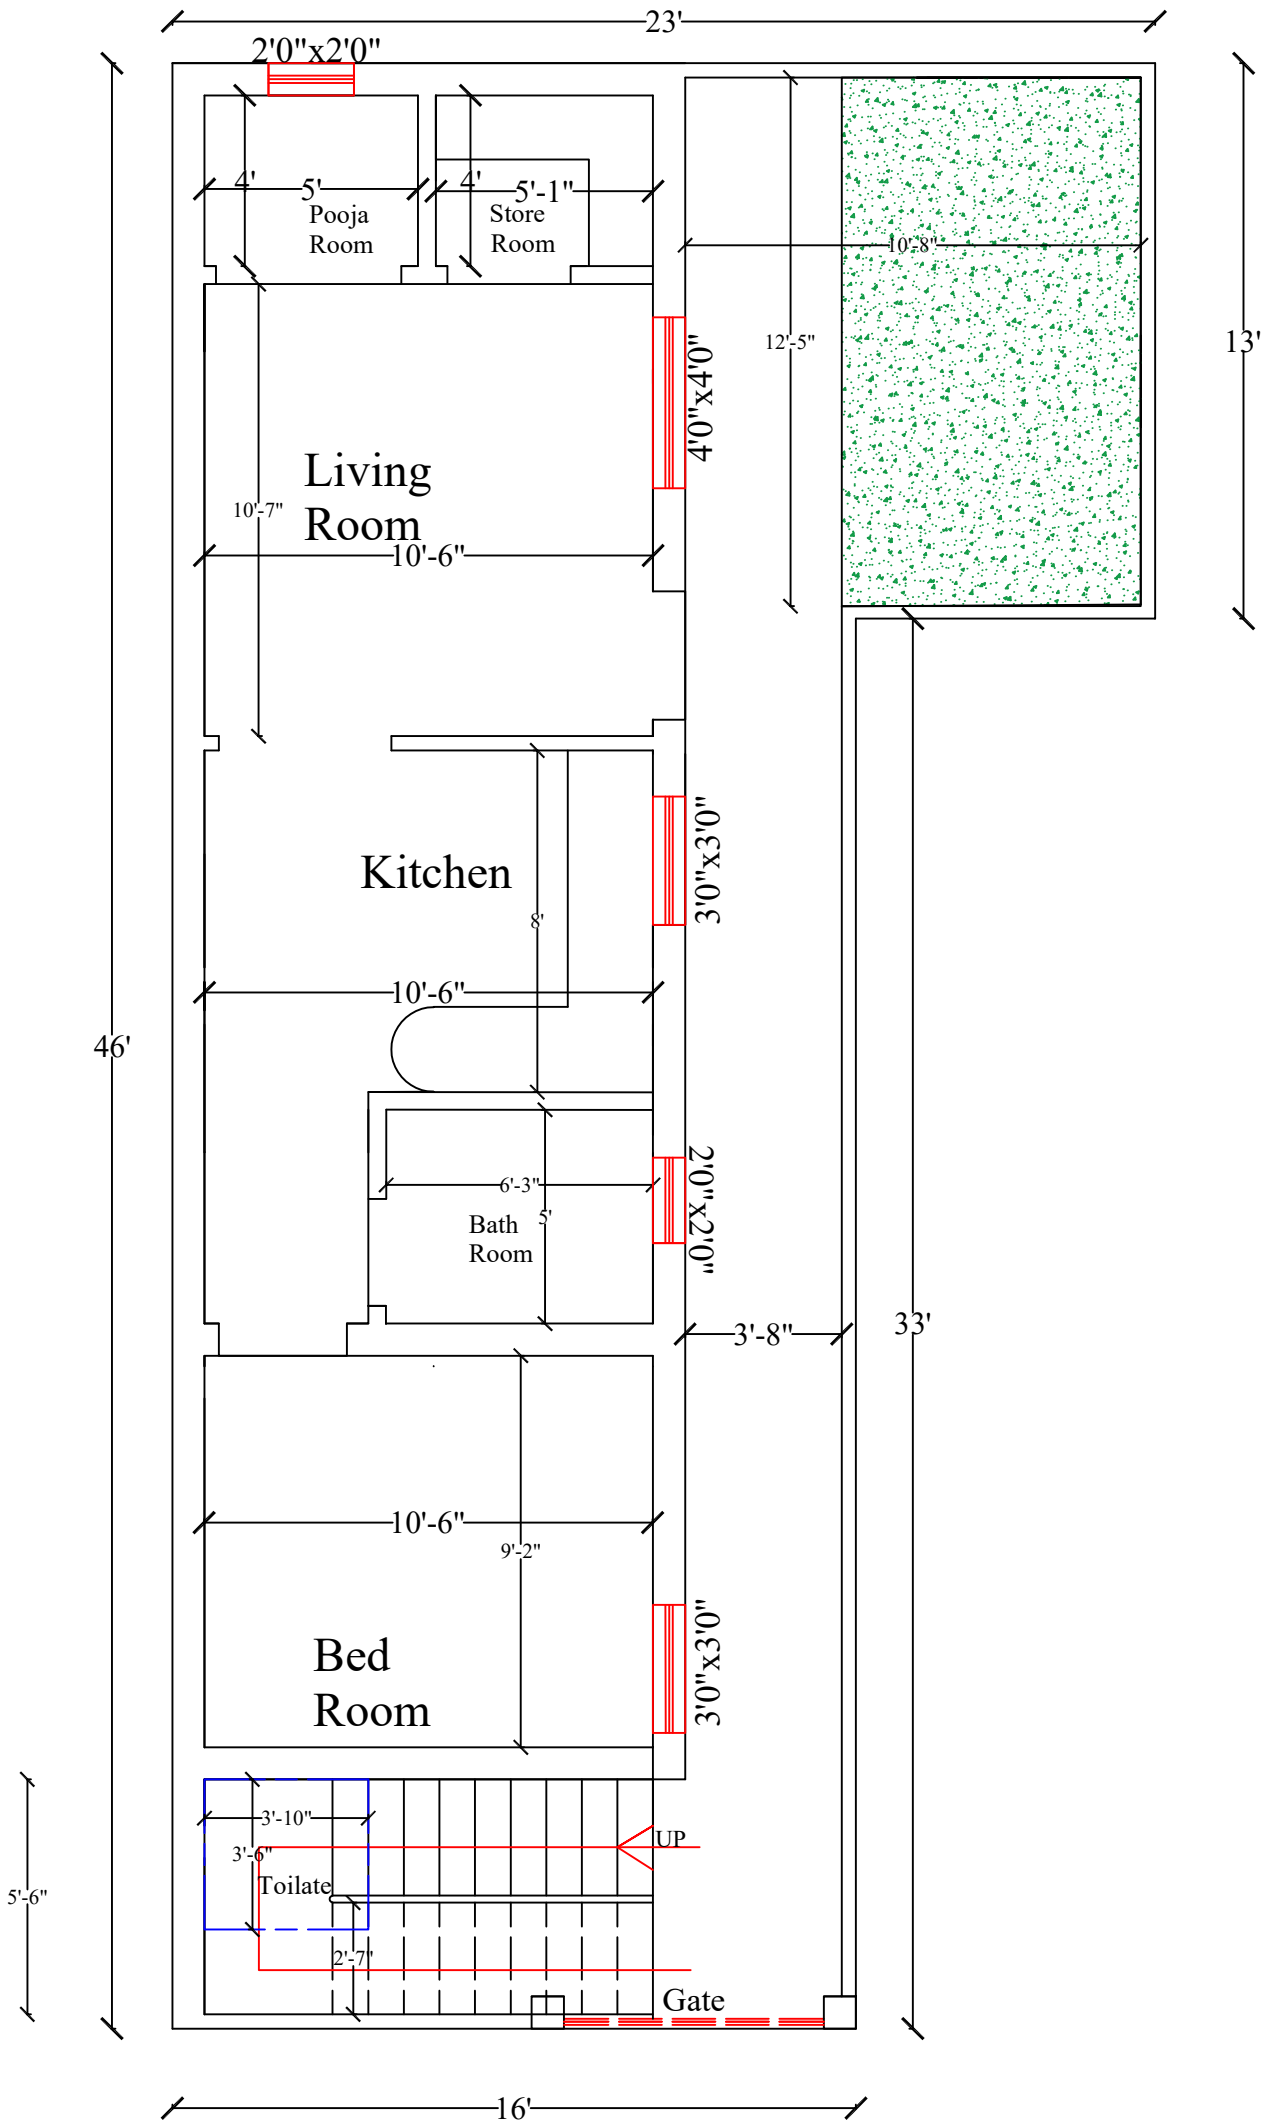 23'
2'0"x2'0"
4'
5'
Pooja
Room
4'
5'-1"
Store
Room
10'-8"
12'-5"
13'
4'0"x4'0"
Living
Room
10'-7"
10'-6"
3'0"x3'0"
Kitchen
8'
10'-6"
46'
2'0"x2'0"
6'-3"
5'
Bath
Room
3'-8"
33'
10'-6"
9'-2"
3'0"x3'0"
Bed
Room
3'-10"
UP
3'-6"
Toilate
5'-6"
2'-7"
Gate
16'